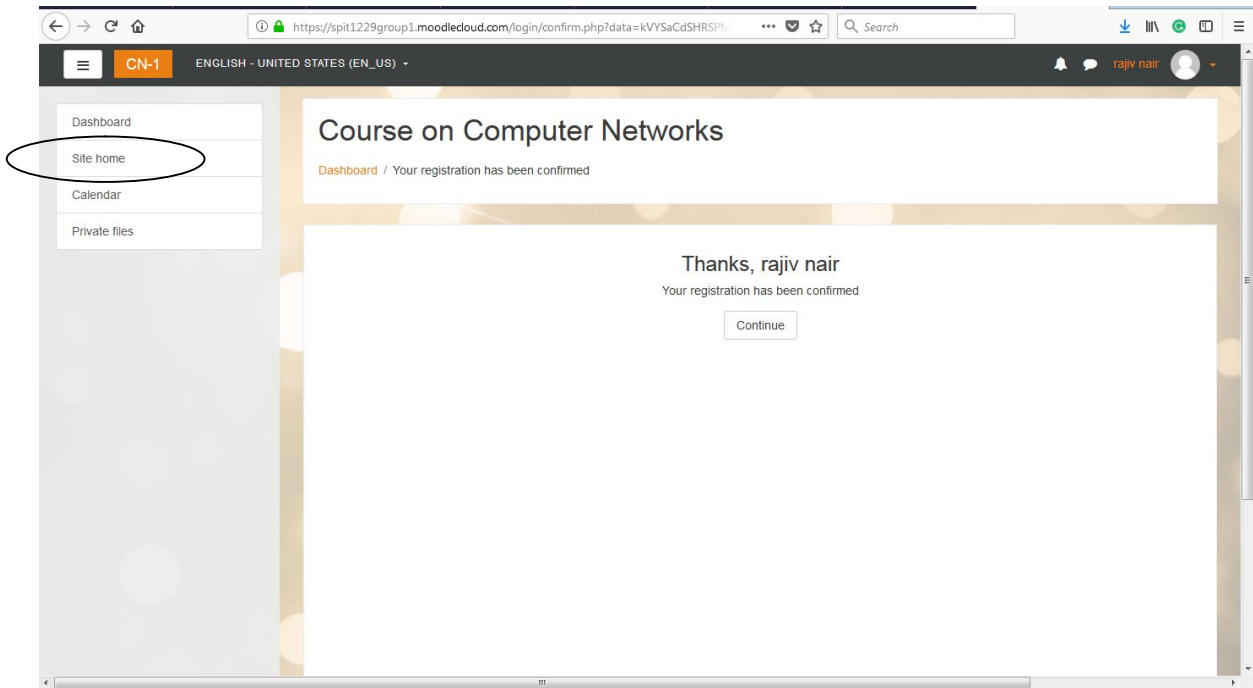 https://spit1229group1.moodlecloud.com/login/confirm.php?data=kVYSaCdSHRSPM
Search
CN-1
ENGLISH - UNITED STATES (EN_US)
rajiv nair
Dashboard
Site home
Calendar
Private files
Course on Computer Networks
Dashboard / Your registration has been confirmed
Thanks, rajiv nair
Your registration has been confirmed
Continue